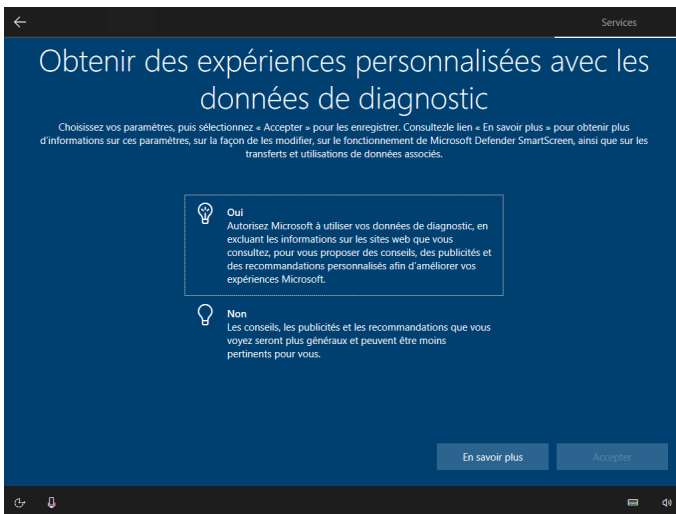 Services
Obtenir des expériences personnalisées avec les
données de diagnostic
Choisissez vos paramètres, puis sélectionnez « Accepter » pour les enregistrer. Consultezle lien « En savoir plus » pour obtenir plus
d'informations sur ces paramètres, sur la façon de les modifier, sur le fonctionnement de Microsoft Defender SmartScreen, ainsi que sur les
transferts et utilisations de données associés.
Oui
Autorisez Microsoft à utiliser vos données de diagnostic, en
excluant les informations sur les sites web que vous
consultez, pour vous proposer des conseils, des publicités et
des recommandations personnalisés afin d'améliorer vos
expériences Microsoft.
Non
Les conseils, les publicités et les recommandations que vous
voyez seront plus généraux et peuvent être moins
pertinents pour vous.
En savoir plus
Accepter